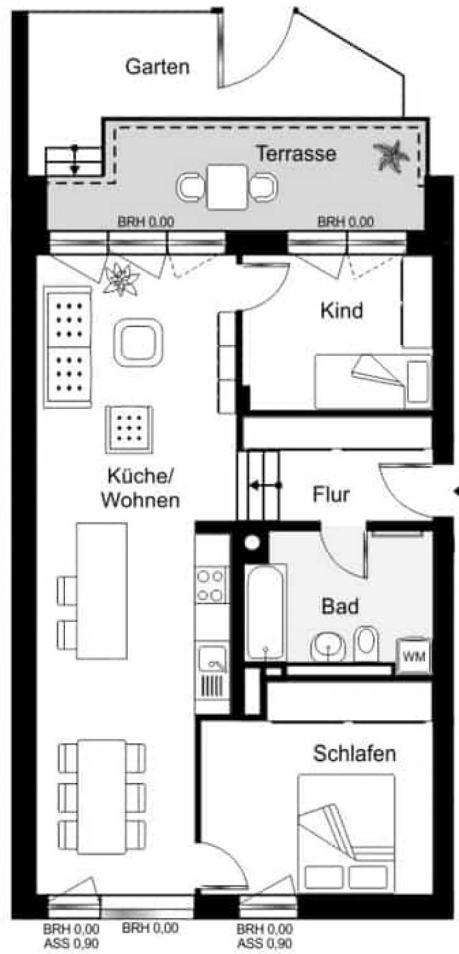 Garten
Terrasse
BRH 0.00
BRH 0.00
Kind
Küche/
Wohnen
Flur
Bad
WM
Schlafen
BRH 0,00
ASS 0,90
BRH 0,00
BRH 0,00
ASS 0,90